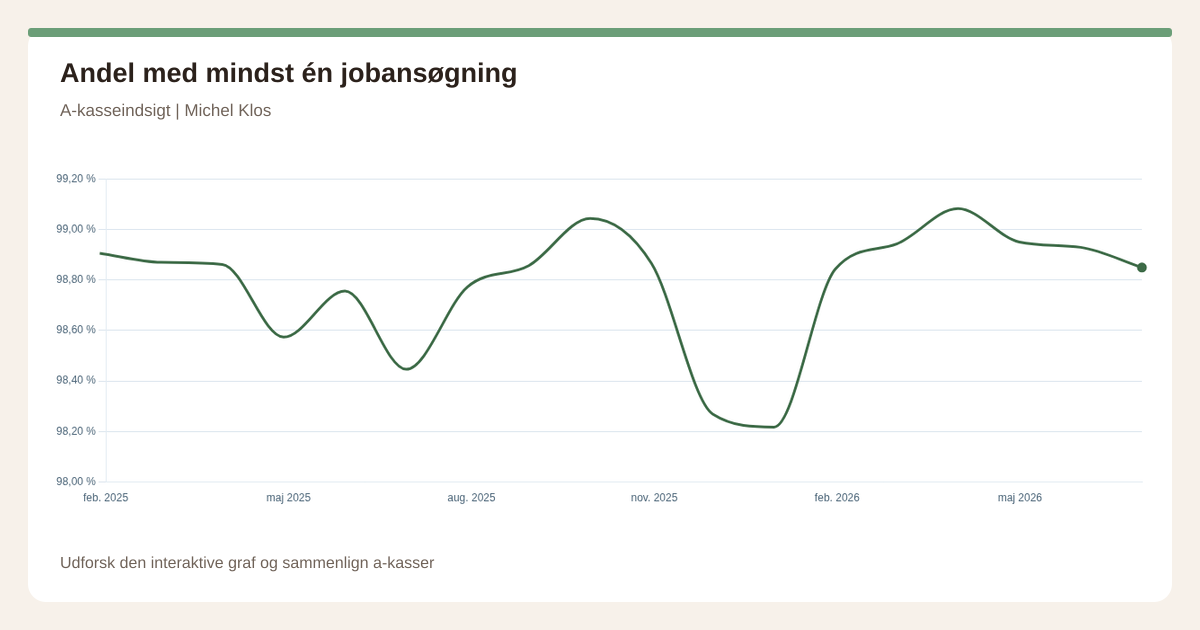 Andel med mindst én jobansøgning
A-kasseindsigt | Michel Klos
99,20 %
99,00 %
98,80 %
98,60 %
98,40 %
98,20 %
98,00 %
feb. 2025 maj 2025 aug. 2025 nov. 2025 feb. 2026 maj 2026
Udforsk den interaktive graf og sammenlign a-kasser